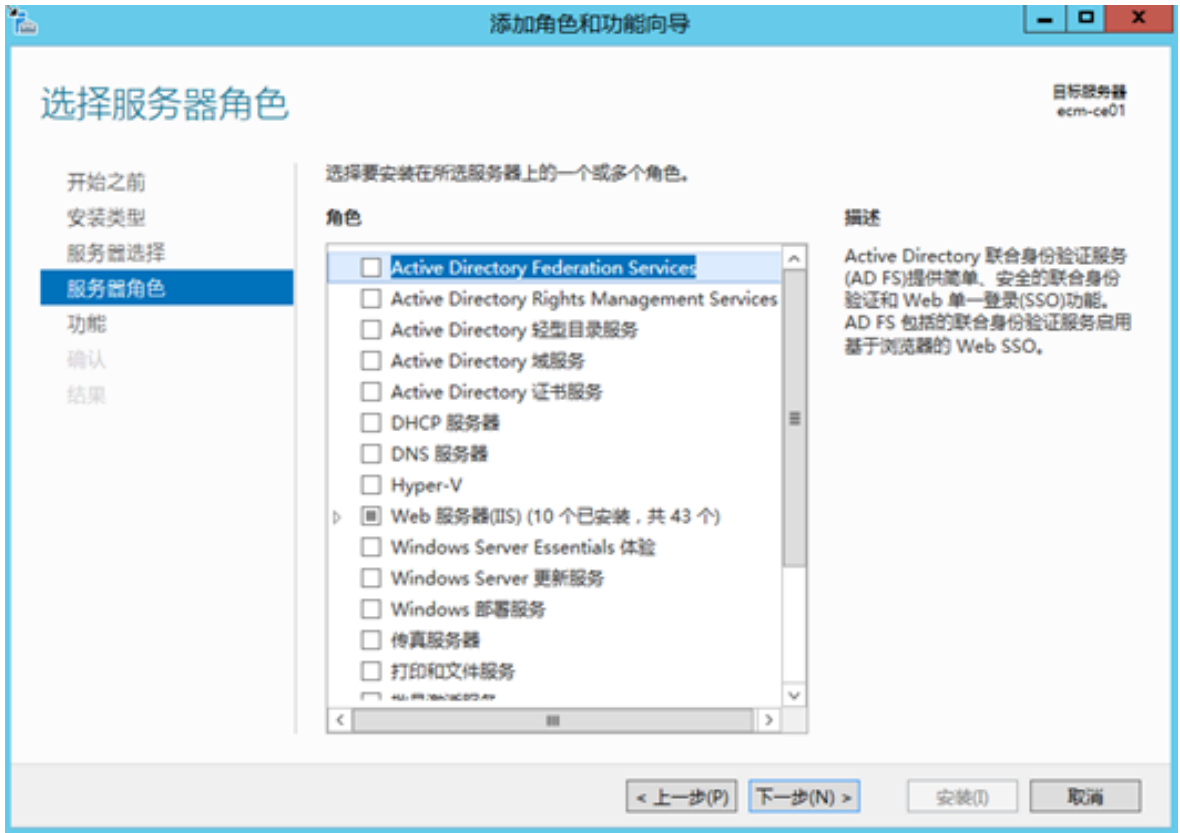 添加角色和功能向导
选择服务器角色
目标服务器
ecm-ce01
开始之前
安装类型
服务器选择
服务器角色
功能
确认
结果
选择要安装在所选服务器上的一个或多个角色。
角色
Active Directory Federation Services
Active Directory Rights Management Services
Active Directory 轻型目录服务
Active Directory 域服务
Active Directory 证书服务
DHCP 服务器
DNS 服务器
Hyper-V
Web 服务器(IIS) (10 个已安装，共 43 个)
Windows Server Essentials 体验
Windows Server 更新服务
Windows 部署服务
传真服务器
打印和文件服务
描述
Active Directory 联合身份验证服务
(AD FS)提供简单、安全的联合身份
验证和 Web 单一登录(SSO)功能。
AD FS 包括的联合身份验证服务启用
基于浏览器的 Web SSO。
< 上一步(P)
下一步(N) >
安装(I)
取消